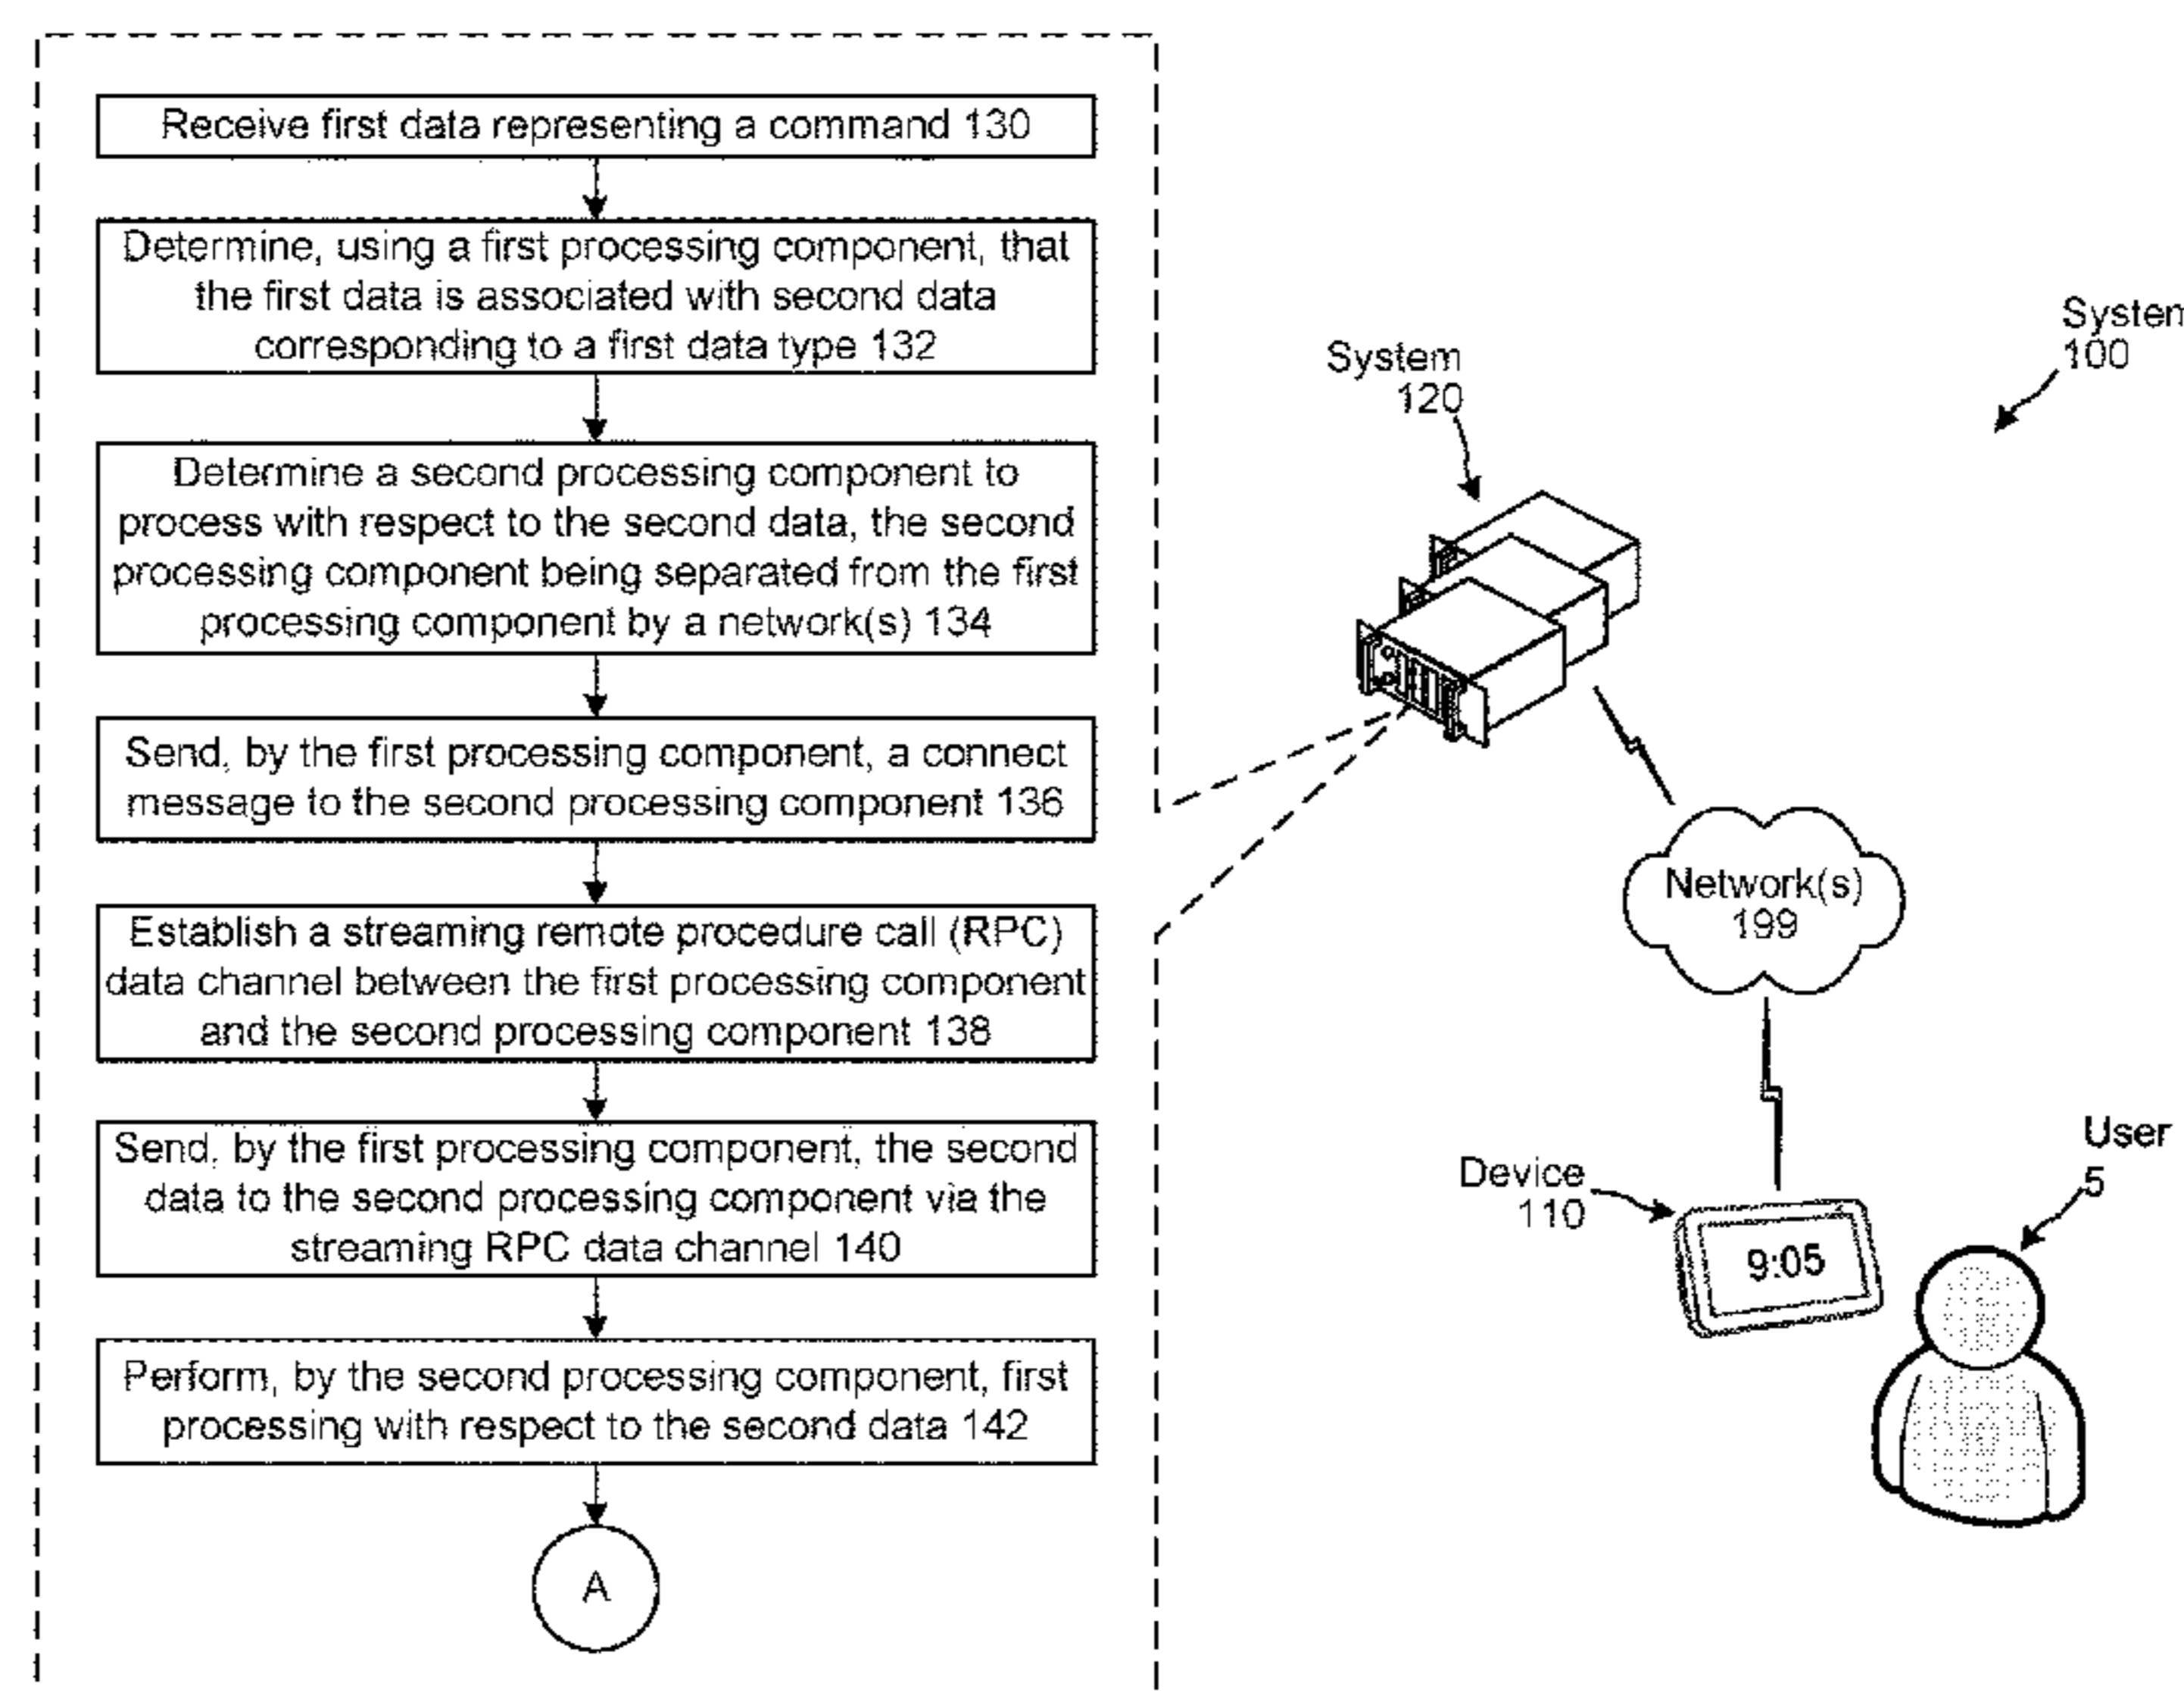 Receive first data representing a command 130
Determine, using a first processing component, that
the first data is associated with second data
corresponding to a first data type 132
Determine a second processing component to
process with respect to the second data, the second
processing component being separated from the first
processing component by a network(s) 134
Send, by the first processing component, a connect
message to the second processing component 136
Establish a streaming remote procedure call (RPC)
data channel between the first processing component
and the second processing component 138
Send, by the first processing component, the second
data to the second processing component via the
streaming RPC data channel 140
Perform, by the second processing component, first
processing with respect to the second data 142
A
System
120
System
100
Network(s)
199
Device
110
9:05
User
5